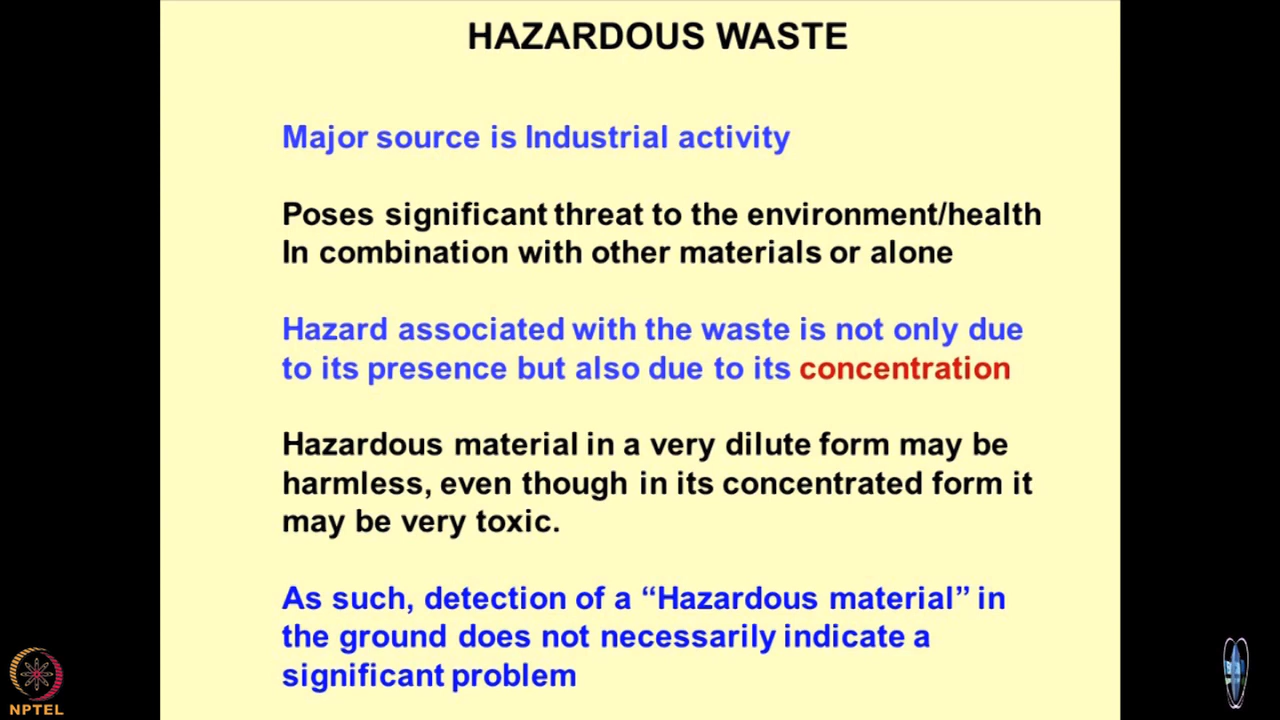 HAZARDOUS WASTE
Major source is Industrial activity
Poses significant threat to the environment/health
In combination with other materials or alone
Hazard associated with the waste is not only due
to its presence but also due to its concentration
Hazardous material in a very dilute form may be
harmless, even though in its concentrated form it
may be very toxic.
As such, detection of a “Hazardous material” in
the ground does not necessarily indicate a
significant problem
NPTEL